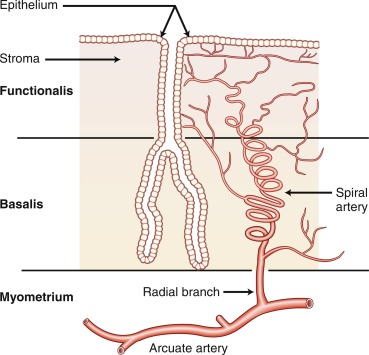 Epithelium
Stroma
Functionalis
Basalis
Spiral
artery
Radial branch
Myometrium
Arcuate artery